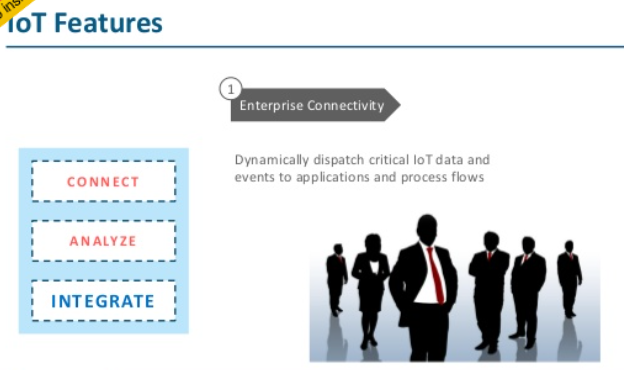 IoT Features
1
Enterprise Connectivity
Dynamically dispatch critical IoT data and
events to applications and process flows
CONNECT
ANALYZE
INTEGRATE